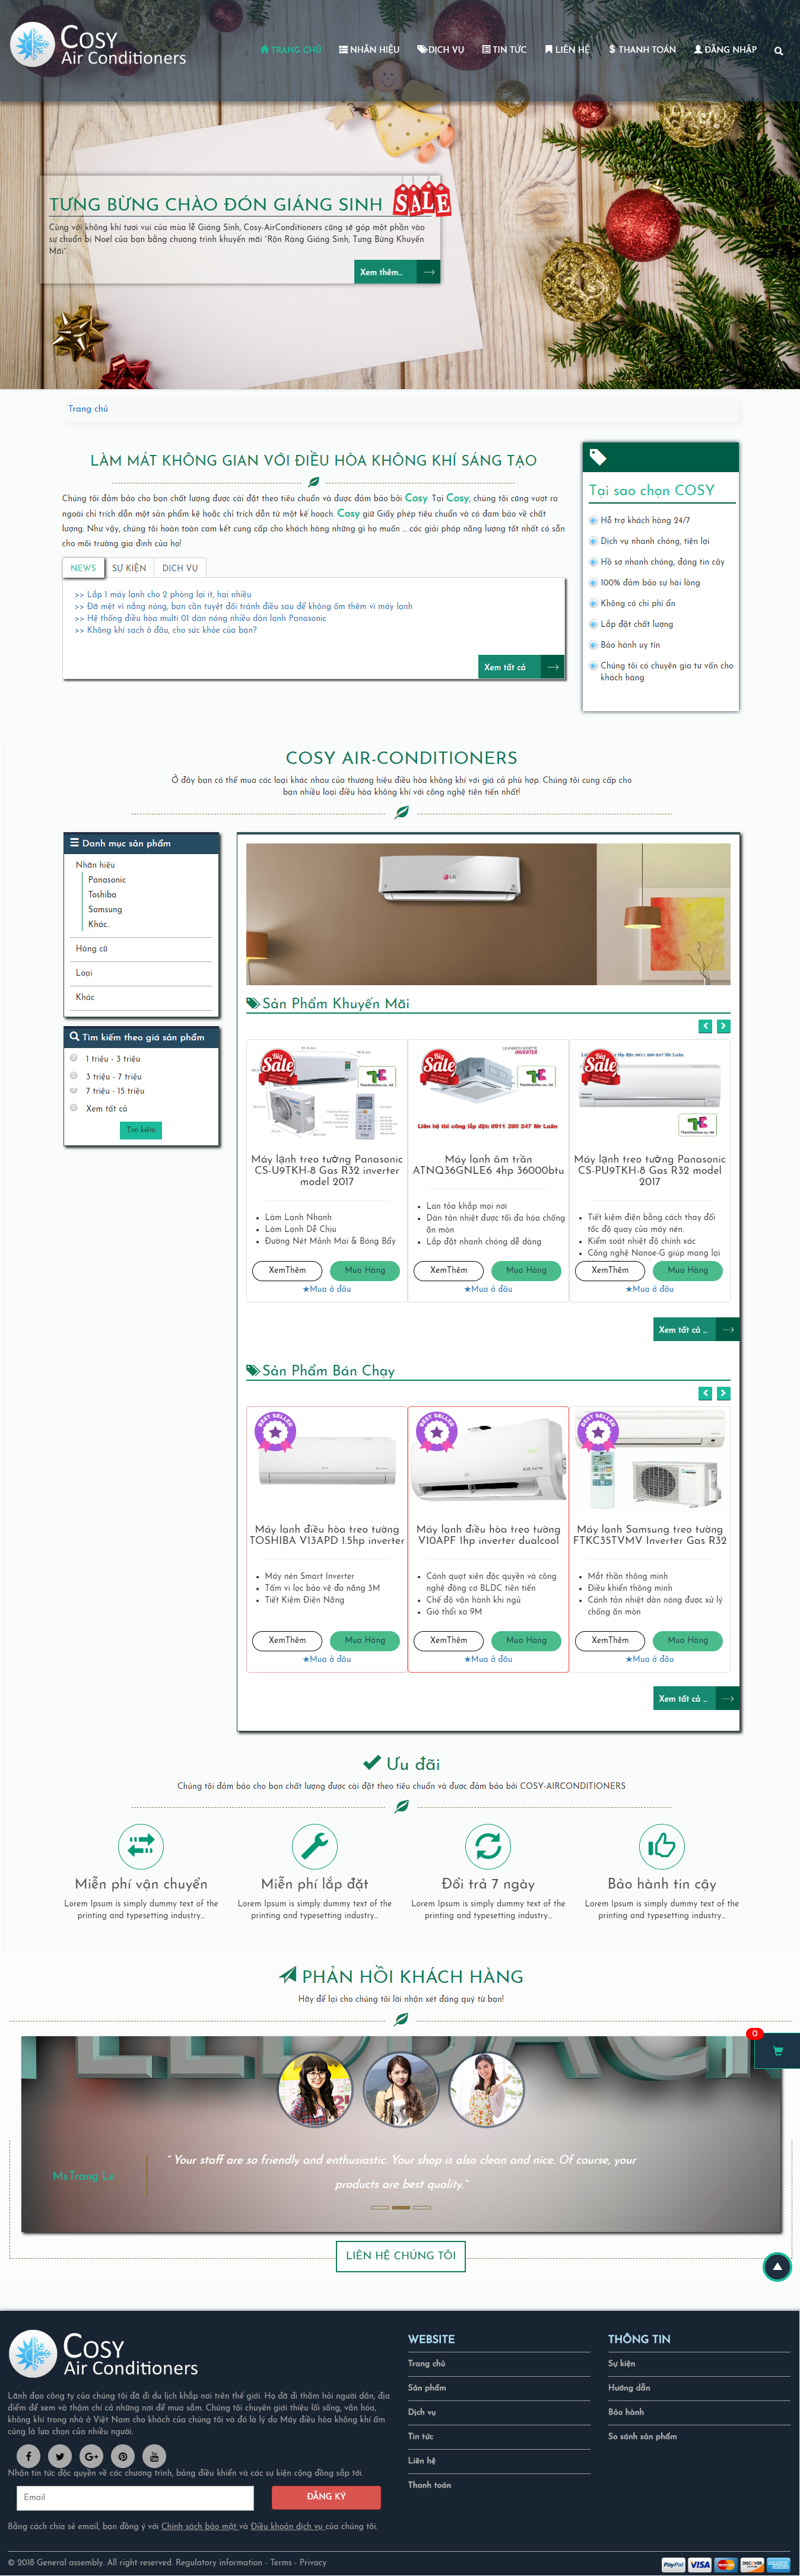 COSY
Air Conditioners
TRANG CHỦ
NHÃN HIỆU
DỊCH VỤ
TIN TỨC
LIÊN HỆ
THANH TOÁN
ĐĂNG NHẬP
TƯNG BỪNG CHÀO ĐÓN GIÁNG SINH
SALE
Cùng với không khí tươi vui của mùa lễ Giáng Sinh, Cosy-AirConditioners cũng sẽ góp một phần vào
sự chuẩn bị Noel của bạn bằng chương trình khuyến mãi "Rộn Ràng Giáng Sinh, Tưng Bừng Khuyến
Mãi".
Xem thêm...
Trang chủ
LÀM MÁT KHÔNG GIAN VỚI ĐIỀU HÒA KHÔNG KHÍ SÁNG TẠO
Chúng tôi đảm bảo cho bạn chất lượng được cài đặt theo tiêu chuẩn và được đảm bảo bởi Cosy. Tại Cosy, chúng tôi cũng vượt ra
ngoài chỉ trích dẫn một sản phẩm kệ hoặc chỉ trích dẫn từ một kế hoạch. Cosy giữ Giấy phép tiêu chuẩn và có đảm bảo về chất
lượng. Như vậy, chúng tôi hoàn toàn cam kết cung cấp cho khách hàng những gì họ muốn ... các giải pháp năng lượng tốt nhất có sẵn
cho môi trường gia đình của họ!
NEWS
SỰ KIỆN
DỊCH VỤ
>> Lắp 1 máy lạnh cho 2 phòng lợi ít, hại nhiều
>> Đã mệt vì nắng nóng, bạn cần tuyệt đối tránh điều sau để không ốm thêm vì máy lạnh
>> Hệ thống điều hòa multi 01 dàn nóng nhiều dàn lạnh Panasonic
>> Không khí sạch ở đâu, cho sức khỏe của bạn?
Xem tất cả
Tại sao chọn COSY
Hỗ trợ khách hàng 24/7
Dịch vụ nhanh chóng, tiện lợi
Hồ sơ nhanh chóng, đáng tin cậy
100% đảm bảo sự hài lòng
Không có chi phí ẩn
Lắp đặt chất lượng
Bảo hành uy tín
Chúng tôi có chuyên gia tư vấn cho
khách hàng
COSY AIR-CONDITIONERS
Ở đây bạn có thể mua các loại khác nhau của thương hiệu điều hòa không khí với giá cả phù hợp. Chúng tôi cung cấp cho
bạn nhiều loại điều hòa không khí với công nghệ tiên tiến nhất!
Danh mục sản phẩm
Nhãn hiệu
Panasonic
Toshiba
Samsung
Khác..
Hàng cũ
Loại
Khác
Tìm kiếm theo giá sản phẩm
1 triệu - 3 triệu
3 triệu - 7 triệu
7 triệu - 15 triệu
Xem tất cả
Tìm kiếm
LG
Sản Phẩm Khuyến Mãi
Big SALE
Máy lạnh treo tường Panasonic
CS-U9TKH-8 Gas R32 inverter
model 2017
Làm Lạnh Nhanh
Làm Lạnh Dễ Chịu
Đường Nét Mảnh Mai & Bóng Bẩy
XemThêm
Mua Hàng
★Mua ở đâu
Big SALE
INVERTER
Liên hệ thi công lắp đặt: 0911 260 247 Mr Luân
Máy lạnh âm trần
ATNQ36GNLE6 4hp 36000btu
Lan tỏa khắp mọi nơi
Dàn tản nhiệt được tối đa hóa chống
ăn mòn
Lắp đặt nhanh chóng dễ dàng
XemThêm
Mua Hàng
★Mua ở đâu
Big SALE
Máy lạnh treo tường Panasonic
CS-PU9TKH-8 Gas R32 model
2017
Tiết kiệm điện bằng cách thay đổi
tốc độ quay của máy nén.
Kiểm soát nhiệt độ chính xác
Công nghệ Nanoe-G giúp mang lại
XemThêm
Mua Hàng
★Mua ở đâu
Xem tất cả ...
Sản Phẩm Bán Chạy
BEST SELLER
Máy lạnh điều hòa treo tường
TOSHIBA V13APD 1.5hp inverter
Máy nén Smart Inverter
Tấm vi lọc bảo vệ đa năng 3M
Tiết Kiệm Điện Năng
XemThêm
Mua Hàng
★Mua ở đâu
BEST SELLER
Máy lạnh điều hòa treo tường
V10APF 1hp inverter dualcool
Cánh quạt xiên độc quyền và công
nghệ động cơ BLDC tiên tiến
Chế độ vận hành khi ngủ
Gió thổi xa 9M
XemThêm
Mua Hàng
★Mua ở đâu
BEST SELLER
Máy lạnh Samsung treo tường
FTKC35TVMV Inverter Gas R32
Mắt thần thông minh
Điều khiển thông minh
Cánh tản nhiệt dàn nóng được xử lý
chống ăn mòn
XemThêm
Mua Hàng
★Mua ở đâu
Xem tất cả ...
Ưu đãi
Chúng tôi đảm bảo cho bạn chất lượng được cài đặt theo tiêu chuẩn và được đảm bảo bởi COSY-AIRCONDITIONERS
Miễn phí vận chuyển
Lorem Ipsum is simply dummy text of the
printing and typesetting industry...
Miễn phí lắp đặt
Lorem Ipsum is simply dummy text of the
printing and typesetting industry...
Đổi trả 7 ngày
Lorem Ipsum is simply dummy text of the
printing and typesetting industry...
Bảo hành tin cậy
Lorem Ipsum is simply dummy text of the
printing and typesetting industry...
PHẢN HỒI KHÁCH HÀNG
Hãy để lại cho chúng tôi lời nhận xét đáng quý từ bạn!
0
Ms.Trang Le
" Your staff are so friendly and enthusiastic. Your shop is also clean and nice. Of course, your
products are best quality."
LIÊN HỆ CHÚNG TÔI
COSY
Air Conditioners
Lãnh đạo công ty của chúng tôi đã đi du lịch khắp nơi trên thế giới. Họ đã đi thăm hỏi người dân, địa
điểm để xem và thậm chí cả những nơi để mua sắm. Chúng tôi chuyên giới thiệu lối sống, văn hóa,
không khí trong nhà ở Việt Nam cho khách của chúng tôi và đó là lý do Máy điều hòa không khí ấm
cúng là lựa chọn của nhiều người.
Nhận tin tức độc quyền về các chương trình, bảng điều khiển và các sự kiện cộng đồng sắp tới.
Email
ĐĂNG KÝ
Bằng cách chia sẻ email, bạn đồng ý với Chính sách bảo mật và Điều khoản dịch vụ của chúng tôi.
WEBSITE
Trang chủ
Sản phẩm
Dịch vụ
Tin tức
Liên hệ
Thanh toán
THÔNG TIN
Sự kiện
Hướng dẫn
Bảo hành
So sánh sản phẩm
© 2018 General assembly. All right reserved. Regulatory information - Terms - Privacy
PayPal
VISA
MasterCard
DISCOVER